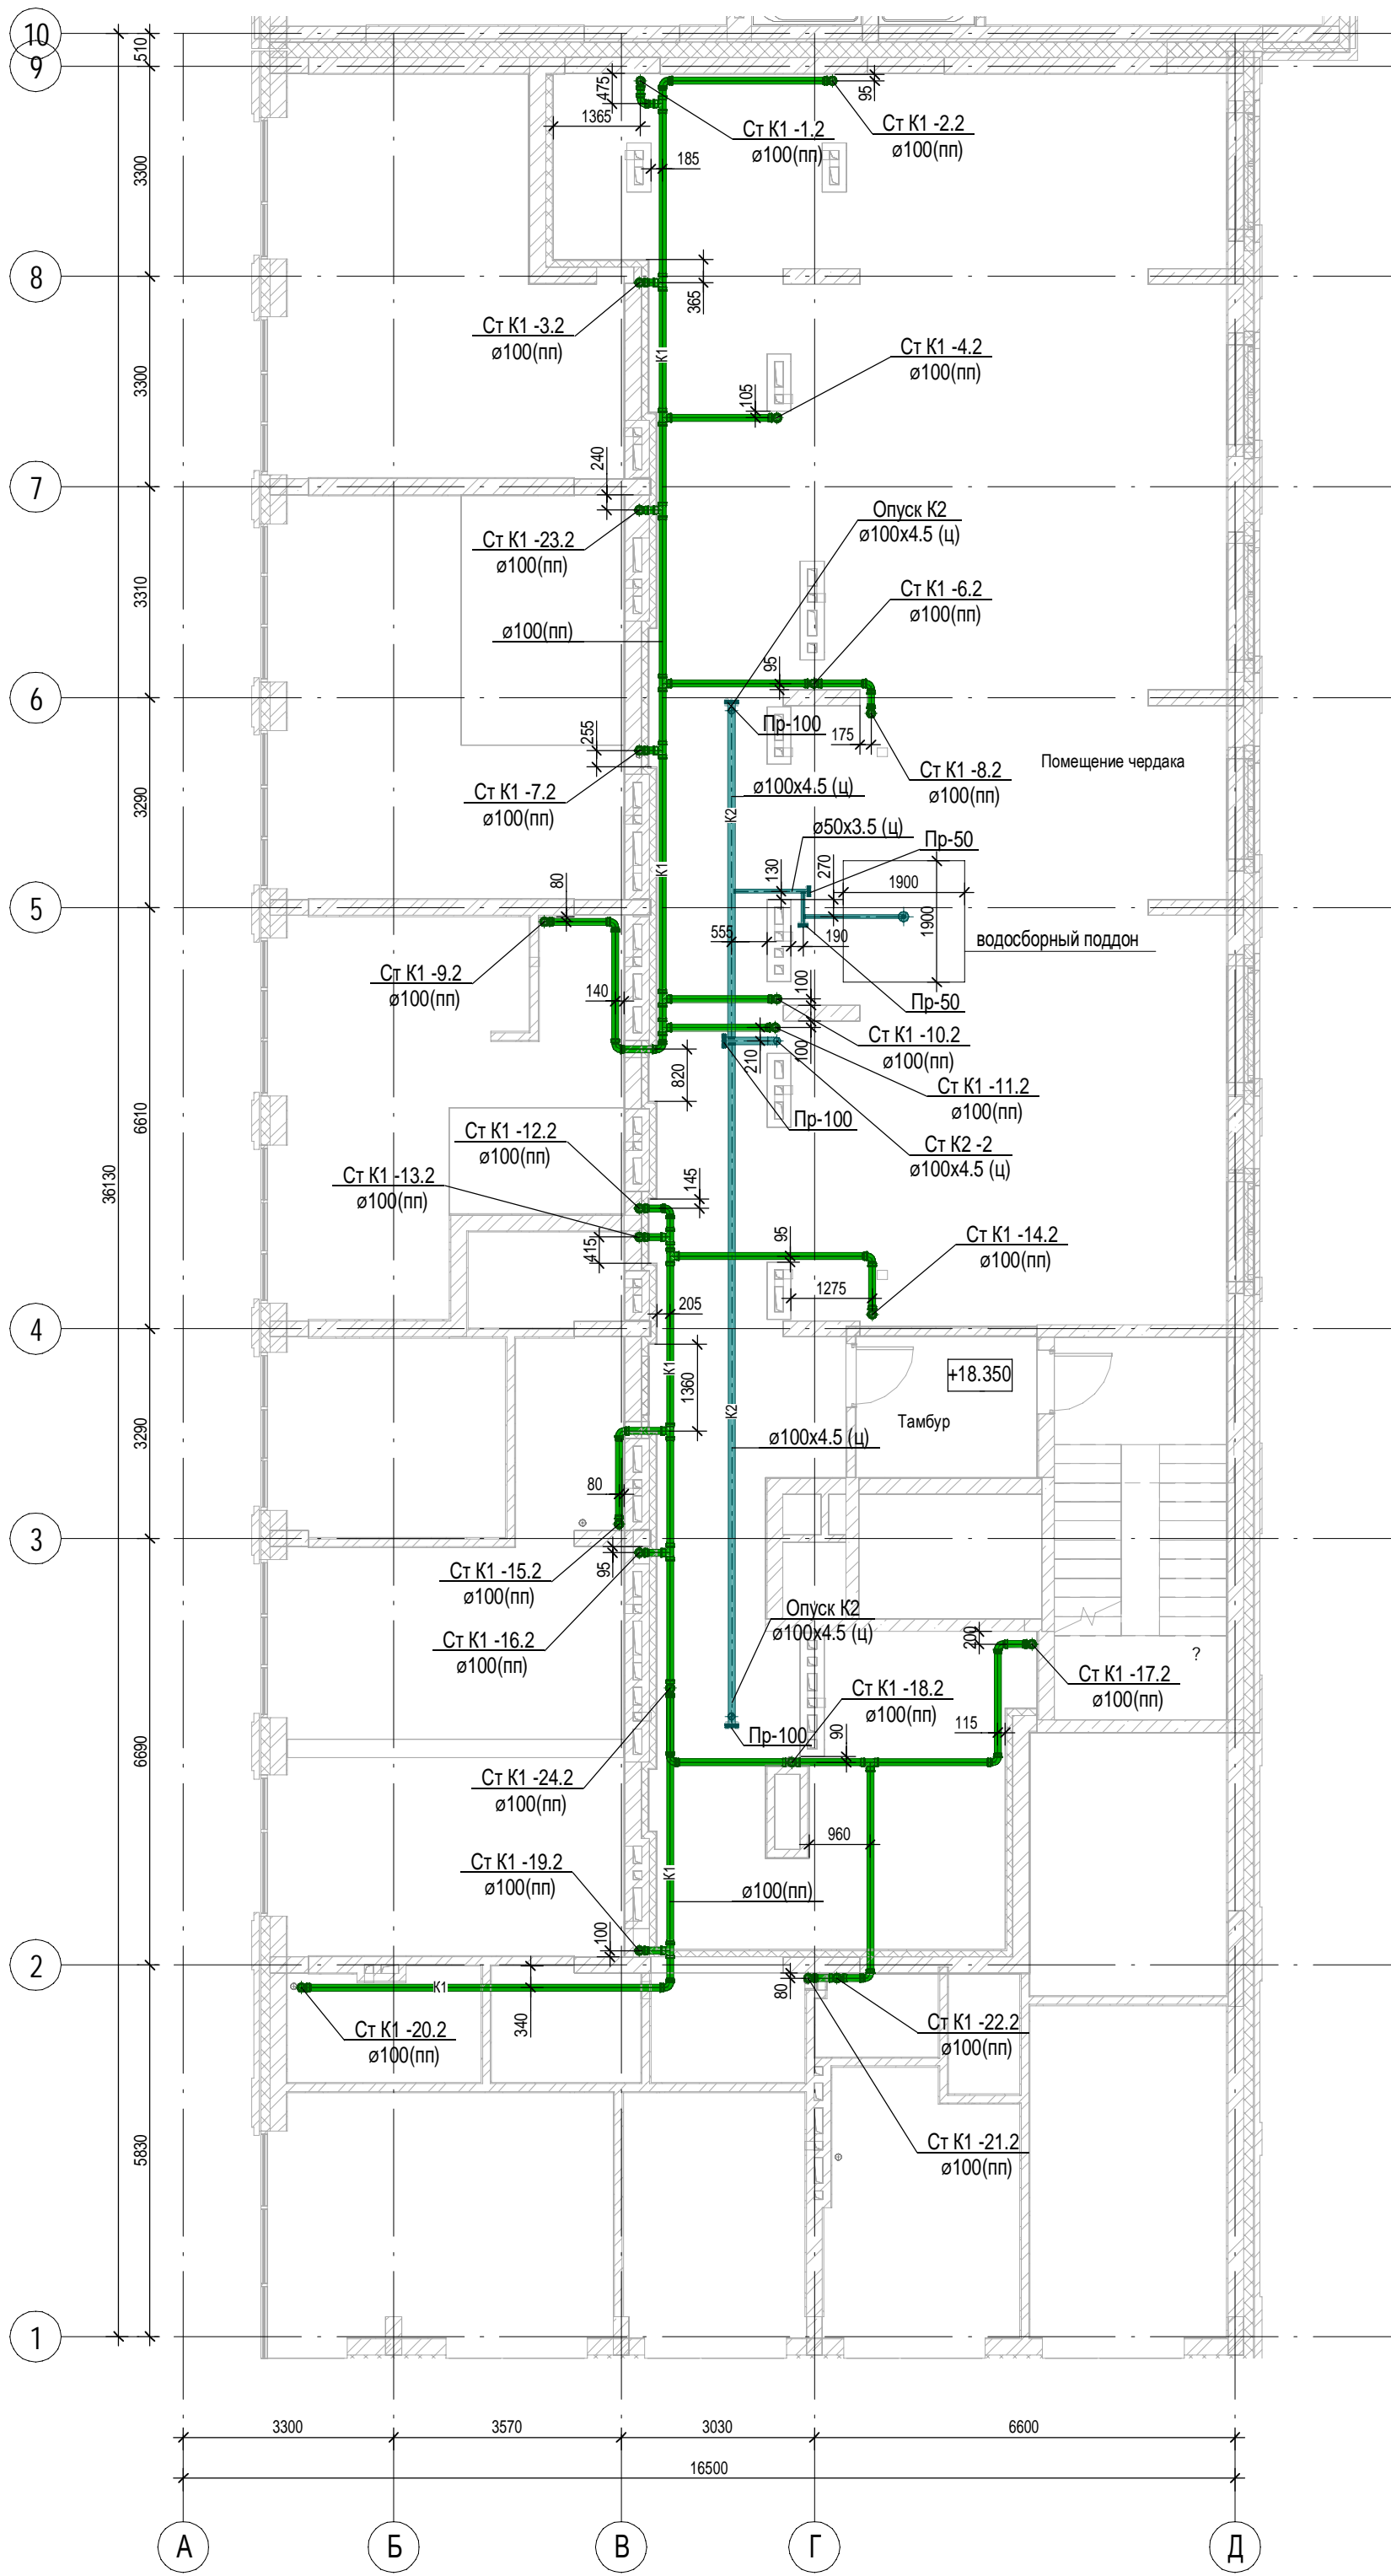 10
510
9
475
95
1365
Ст К1 -1.2
ø100(пп)
Ст К1 -2.2
ø100(пп)
185
3300
8
365
Ст К1 -3.2
ø100(пп)
К1
Ст К1 -4.2
ø100(пп)
3300
105
240
7
Опуск К2
ø100х4.5 (ц)
Ст К1 -23.2
ø100(пп)
3310
Ст К1 -6.2
ø100(пп)
ø100(пп)
95
6
Пр-100
175
255
Помещение чердака
Ст К1 -8.2
ø100(пп)
Ст К1 -7.2
ø100(пп)
ø100х4.5 (ц)
3290
К2
ø50х3.5 (ц)
Пр-50
130
270
К1
80
1900
1900
5
555
190
водосборный поддон
Ст К1 -9.2
ø100(пп)
140
100
Пр-50
Ст К1 -10.2
ø100(пп)
210
100
820
Ст К1 -11.2
ø100(пп)
6610
Пр-100
Ст К1 -12.2
ø100(пп)
Ст К2 -2
ø100х4.5 (ц)
36130
Ст К1 -13.2
ø100(пп)
145
415
95
Ст К1 -14.2
ø100(пп)
1275
205
4
К1
1360
+18.350
К2
Тамбур
3290
ø100х4.5 (ц)
80
3
95
Ст К1 -15.2
ø100(пп)
Опуск К2
ø100х4.5 (ц)
Ст К1 -16.2
ø100(пп)
200
?
Ст К1 -17.2
ø100(пп)
Ст К1 -18.2
ø100(пп)
115
90
Пр-100
6690
Ст К1 -24.2
ø100(пп)
960
Ст К1 -19.2
ø100(пп)
К1
ø100(пп)
100
2
К1
80
340
Ст К1 -20.2
ø100(пп)
Ст К1 -22.2
ø100(пп)
5830
Ст К1 -21.2
ø100(пп)
1
3300
3570
3030
6600
16500
А
Б
В
Г
Д